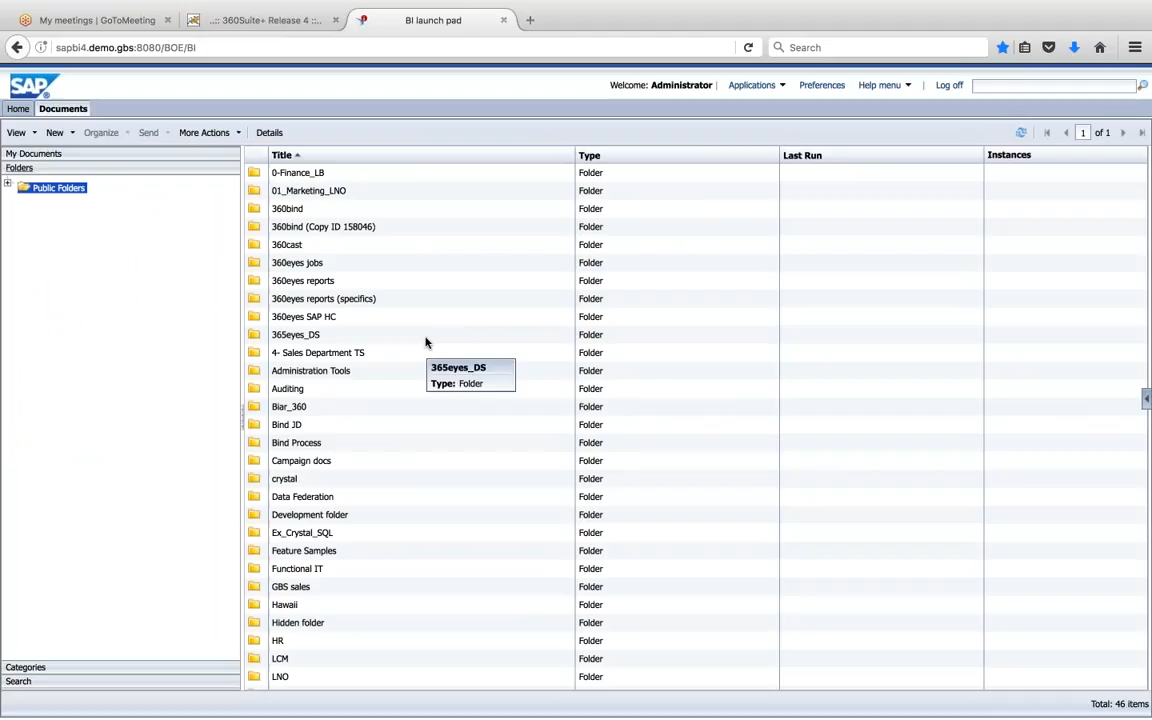 My meetings | GoToMeeting
..:: 360Suite+ Release 4 ::..
BI launch pad
sapbi4.demo.gbs:8080/BOE/BI
Search
SAP
Welcome: Administrator | Applications Preferences Help menu | Log off
Home Documents
View New Organize Send More Actions Details
1 of 1
My Documents
Folders
Public Folders
Title Type Last Run Instances
0-Finance_LB Folder
01_Marketing_LNO Folder
360bind Folder
360bind (Copy ID 158046) Folder
360cast Folder
360eyes jobs Folder
360eyes reports Folder
360eyes reports (specifics) Folder
360eyes SAP HC Folder
365eyes_DS Folder
4- Sales Department TS Folder
Administration Tools Folder
365eyes_DS
Type: Folder
Auditing Folder
Biar_360 Folder
Bind JD Folder
Bind Process Folder
Campaign docs Folder
crystal Folder
Data Federation Folder
Development folder Folder
Ex_Crystal_SQL Folder
Feature Samples Folder
Functional IT Folder
GBS sales Folder
Hawaii Folder
Hidden folder Folder
HR Folder
LCM Folder
LNO Folder
Categories
Search
Total: 46 items